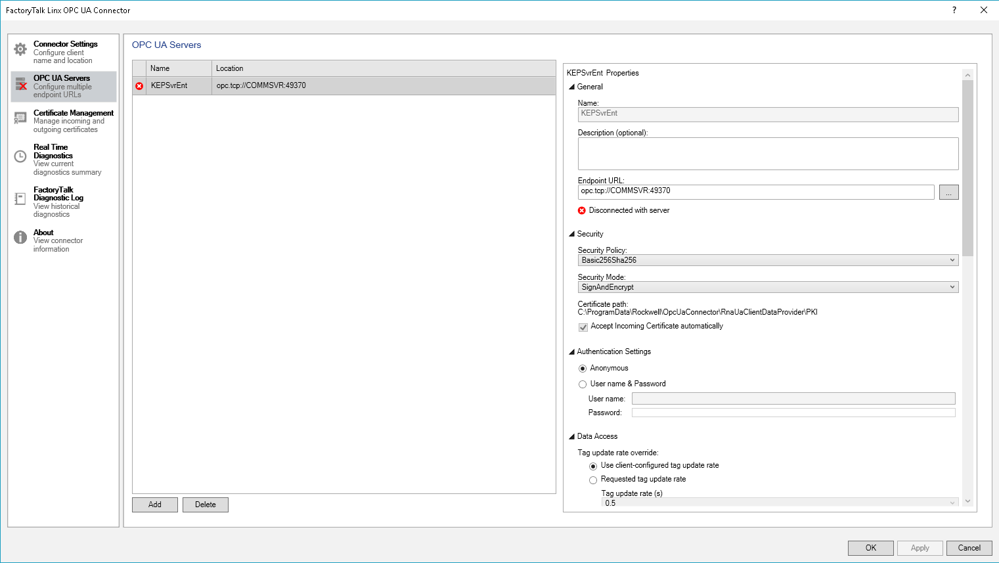 FactoryTalk Linx OPC UA Connector
?
Connector Settings
Configure client
name and location
OPC UA Servers
Configure multiple
endpoint URLs
Certificate Management
Manage incoming and
outgoing certificates
Real Time
Diagnostics
View current
diagnostics summary
FactoryTalk
Diagnostic Log
View historical
diagnostics
About
View connector
information
OPC UA Servers
Name Location
KEPSvrEnt opc.tcp://COMMSVR:49370
Add Delete
KEPSvrEnt Properties
General
Name:
KEPSvrEnt
Description (optional):
Endpoint URL:
opc.tcp://COMMSVR:49370
...
Disconnected with server
Security
Security Policy:
Basic256Sha256
Security Mode:
SignAndEncrypt
Certificate path:
C:\ProgramData\Rockwell\OpcUaConnector\RnaUaClientDataProvider\PKI
Accept Incoming Certificate automatically
Authentication Settings
Anonymous
User name & Password
User name:
Password:
Data Access
Tag update rate override:
Use client-configured tag update rate
Requested tag update rate
Tag update rate (s)
0.5
OK Apply Cancel